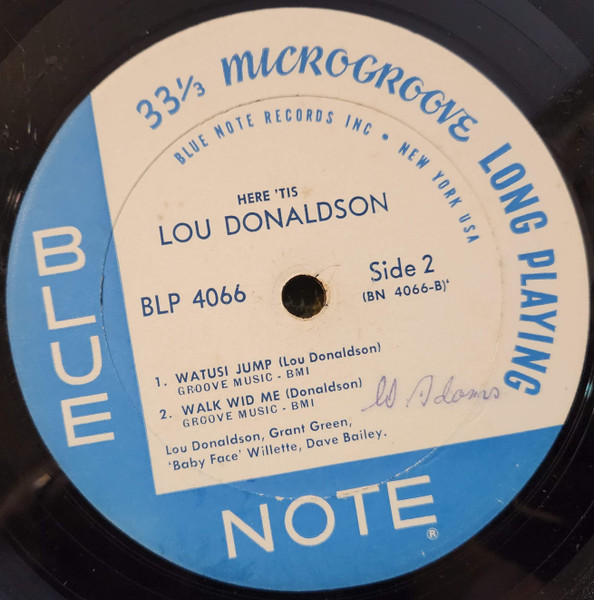 33⅓ MICROGROOVE LONG PLAYING
BLUE NOTE RECORDS INC • NEW YORK USA
HERE 'TIS
LOU DONALDSON
BLP 4066
Side 2
(BN 4066-B)
1. WATUSI JUMP (Lou Donaldson)
GROOVE MUSIC - BMI
2. WALK WID ME (Donaldson)
GROOVE MUSIC - BMI
Adams
Lou Donaldson, Grant Green,
'Baby Face' Willette, Dave Bailey.
BLUE
NOTE®